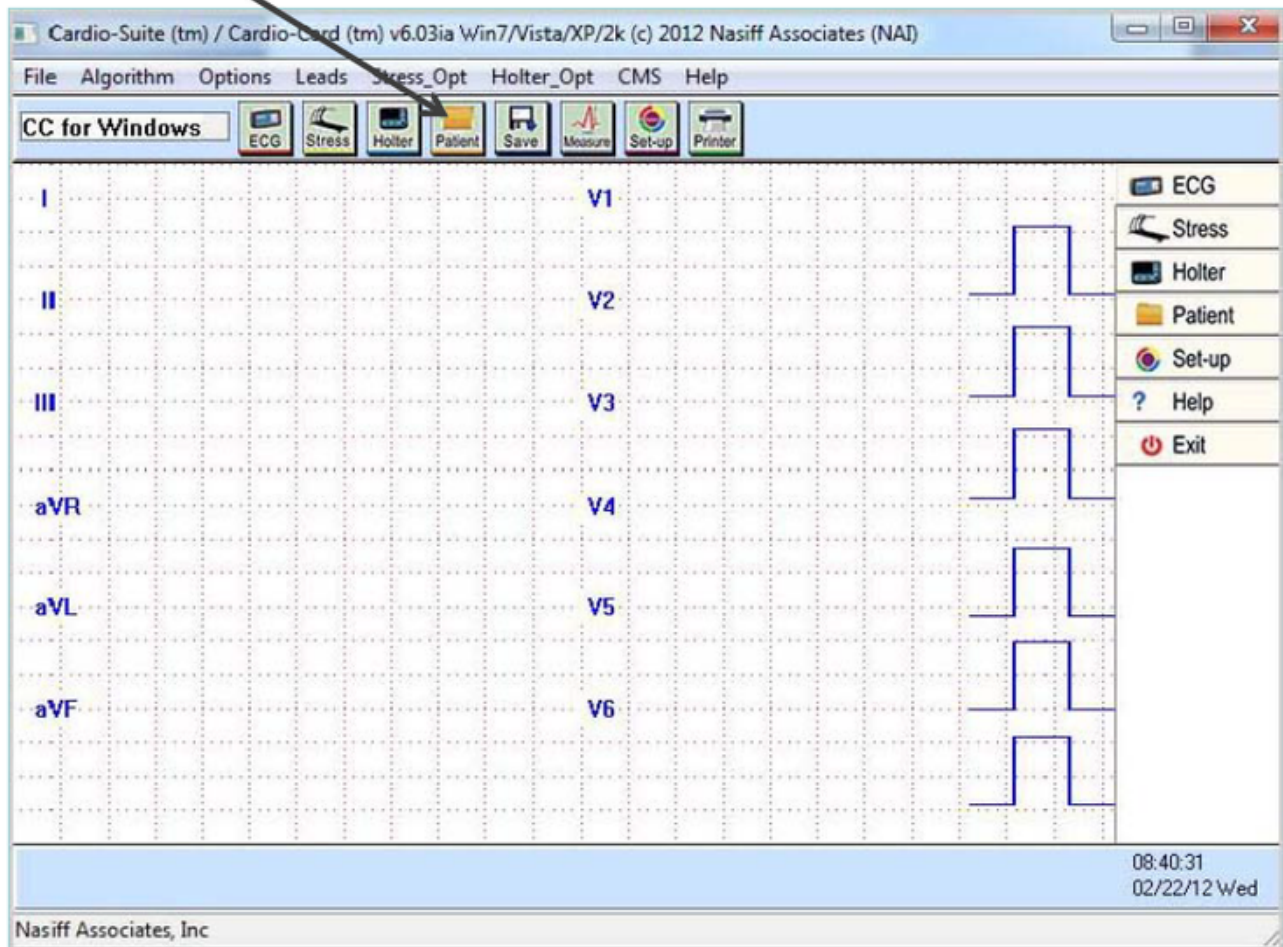 Cardio-Suite (tm) / Cardio-Card (tm) v6.03ia Win7/Vista/XP/2k (c) 2012 Nasiff Associates (NAI)
File Algorithm Options Leads Stress_Opt Holter_Opt CMS Help
CC for Windows ECG Stress Holter Patient Save Measure Set-up Printer
I V1
II V2
III V3
aVR V4
aVL V5
aVF V6
ECG
Stress
Holter
Patient
Set-up
? Help
Exit
08:40:31
02/22/12 Wed
Nasiff Associates, Inc